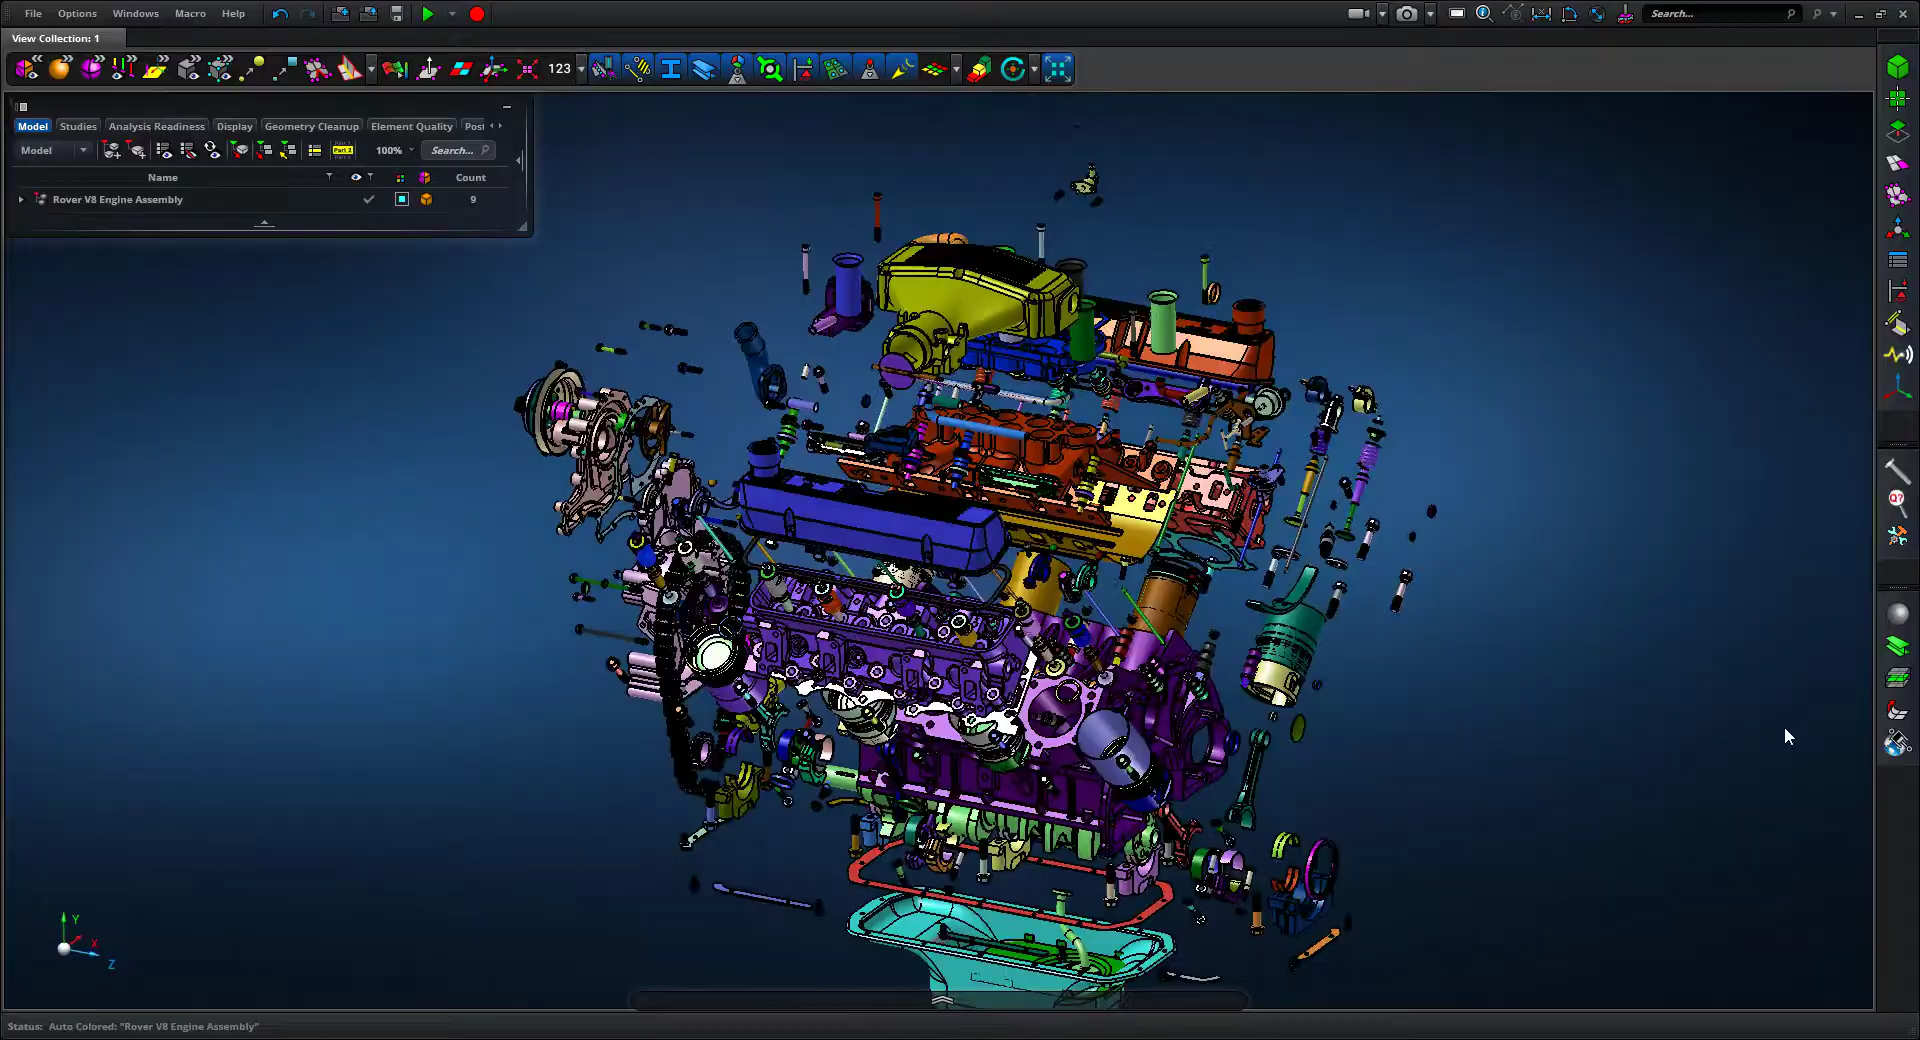 File Options Windows Macro Help Search...
View Collection: 1
123
Model Studies Analysis Readiness Display Geometry Cleanup Element Quality Post
Model 100% Search...
Name Count
Rover V8 Engine Assembly 9
Q?
Y
X
Z
Status: Auto Colored: "Rover V8 Engine Assembly"